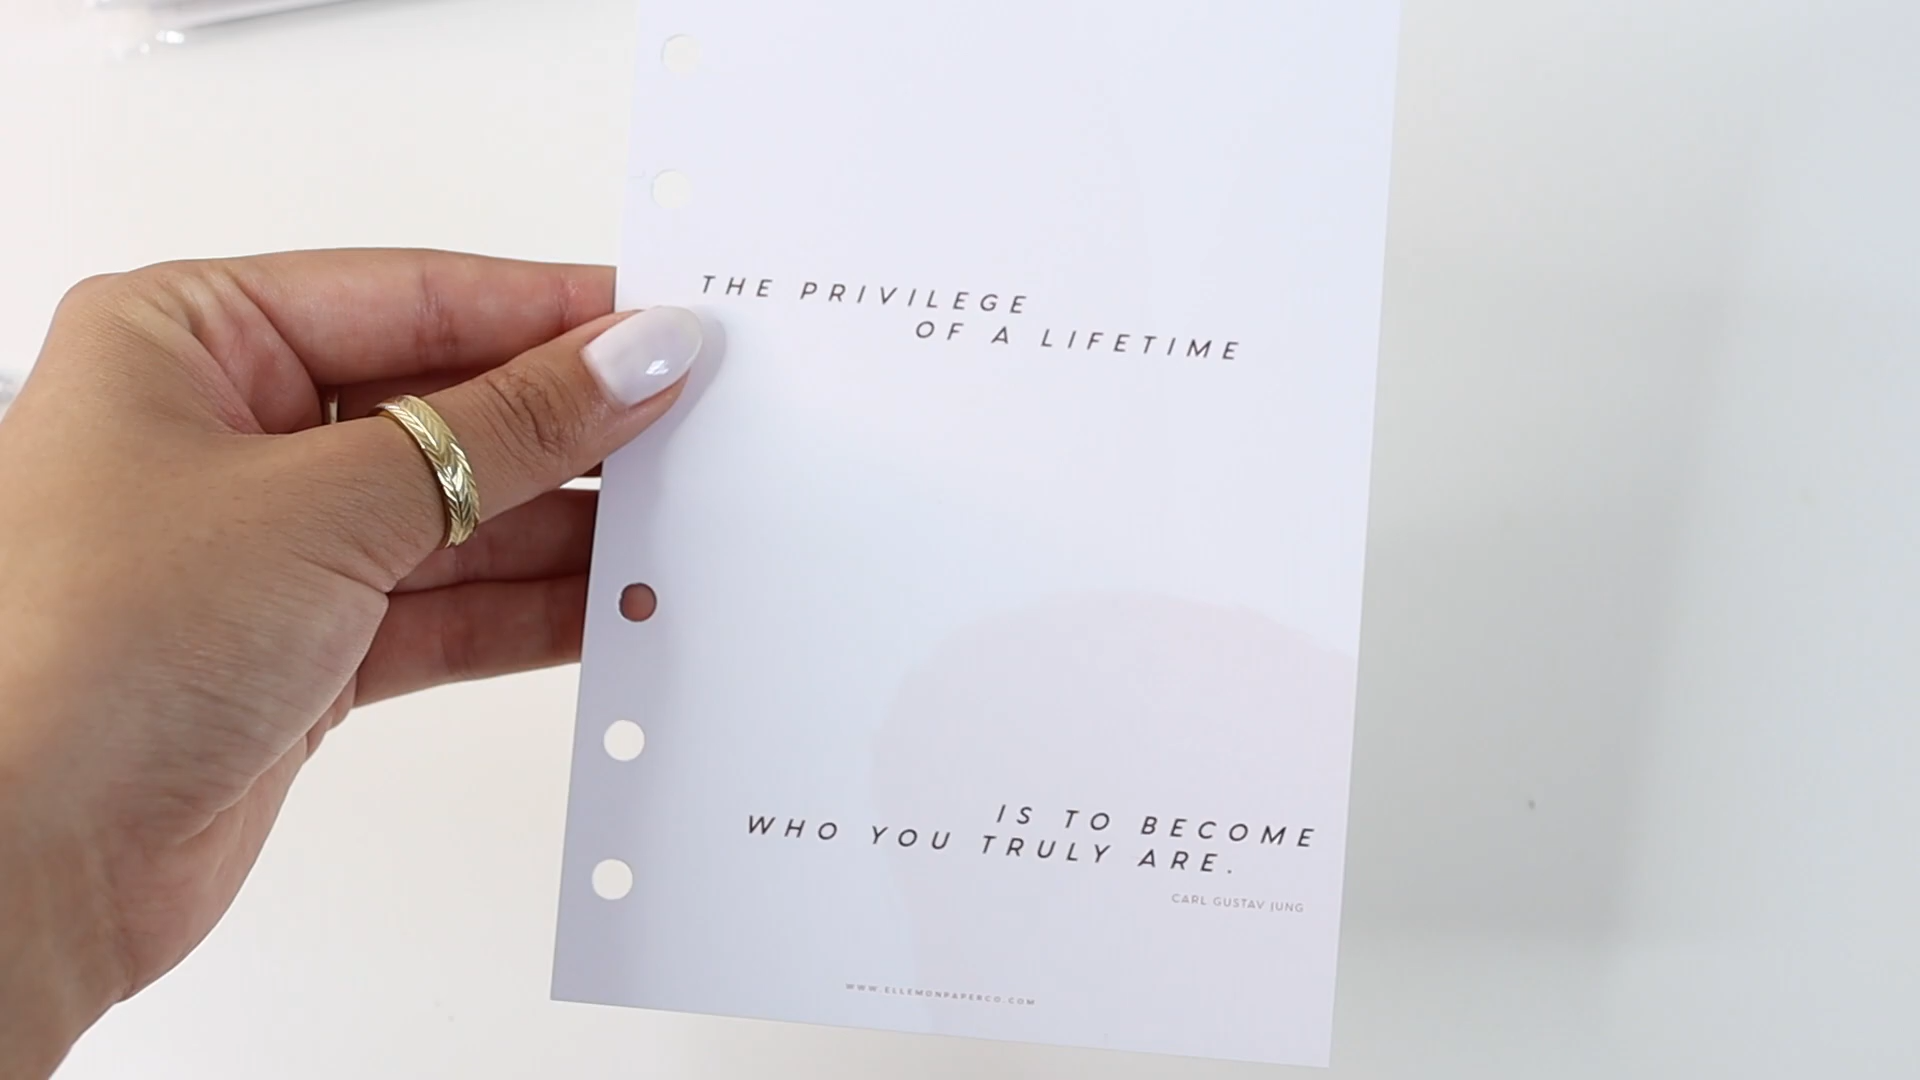 THE PRIVILEGE
OF A LIFETIME
IS TO BECOME
WHO YOU TRULY ARE.
CARL GUSTAV JUNG
WWW.ELLEMONPAPERCO.COM